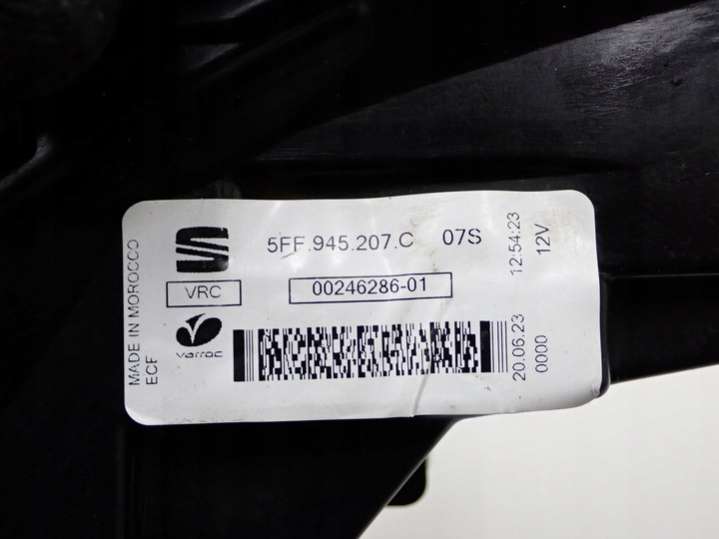 5FF.945.207.C 07S
VRC
00246286-01
varroc
MADE IN MOROCCO
ECF
20.06.23 12:54:23
0000 12V